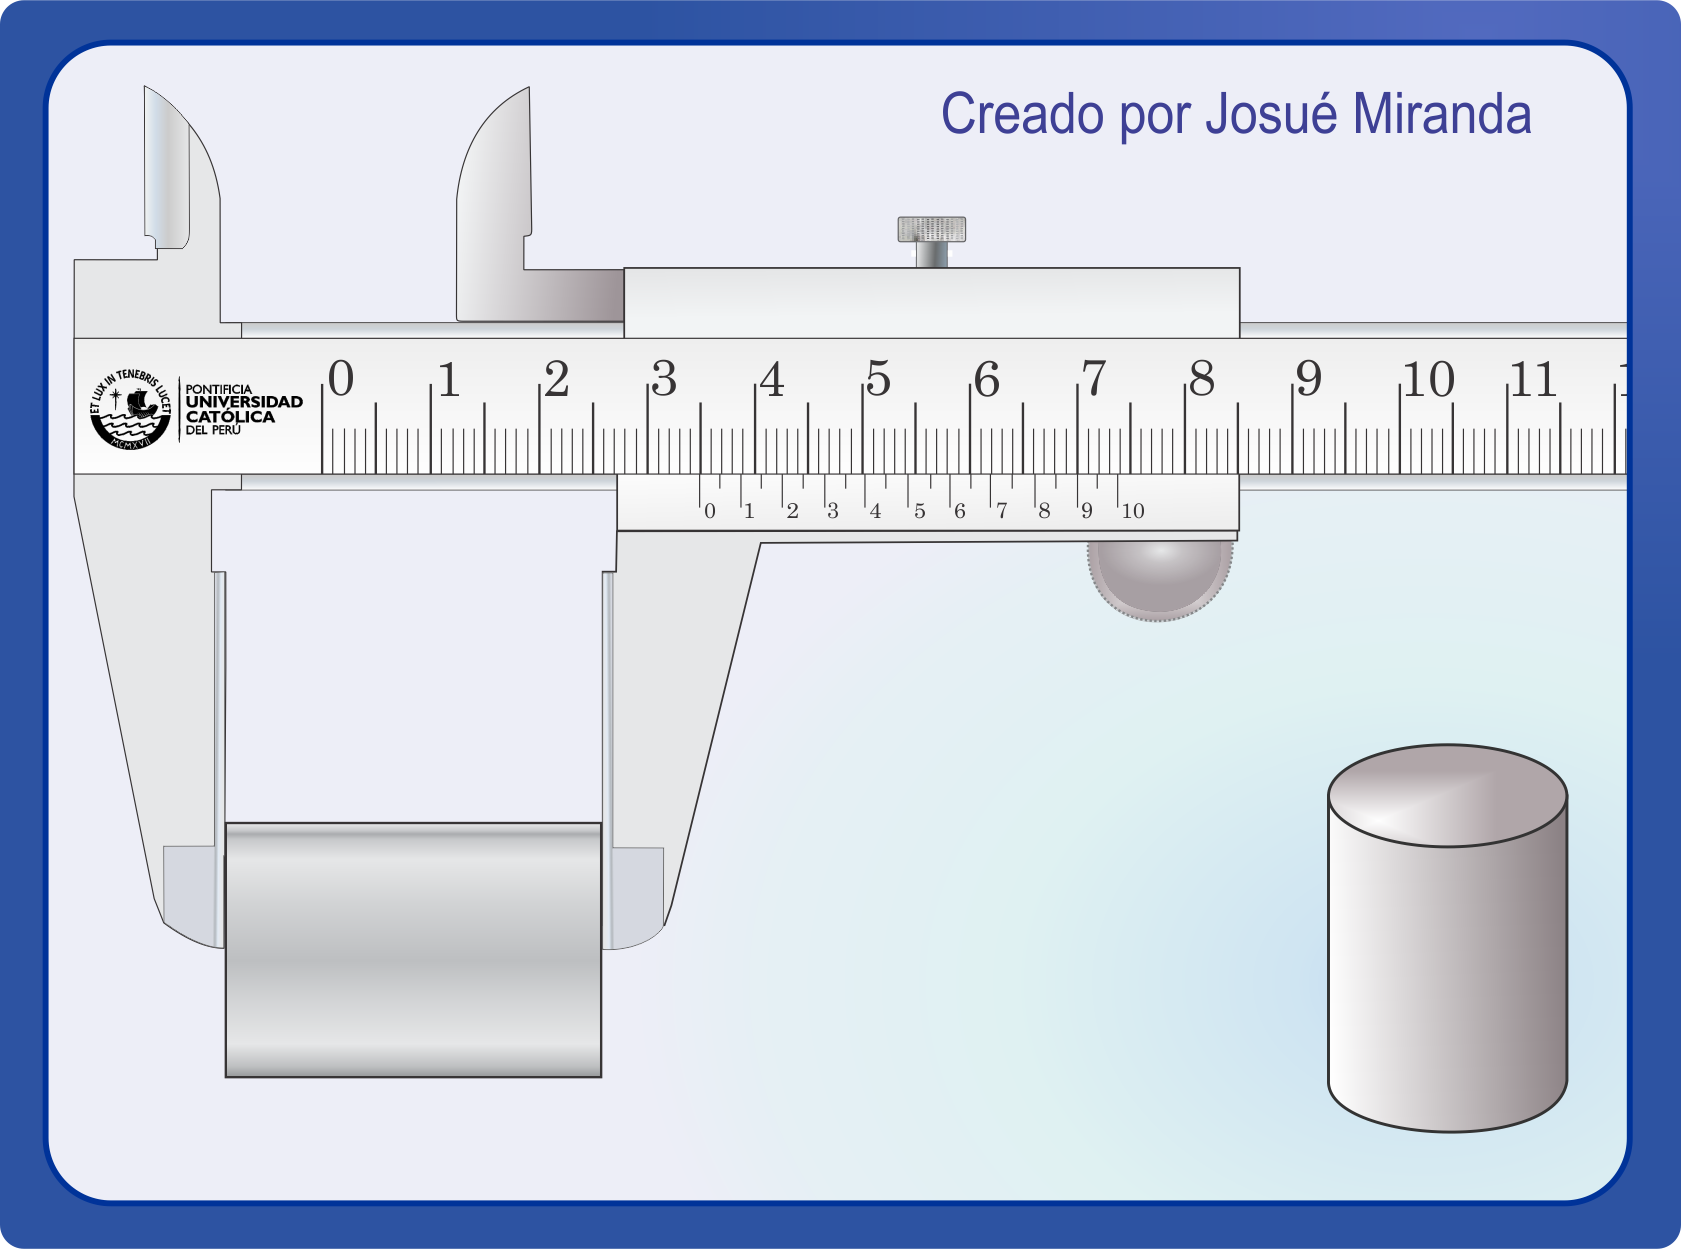 Creado por Josué Miranda
0 1 2 3 4 5 6 7 8 9 10 11
ET LUX IN TENEBRIS LUCET
MCMXVII
PONTIFICIA
UNIVERSIDAD
CATÓLICA
DEL PERÚ
0 1 2 3 4 5 6 7 8 9 10